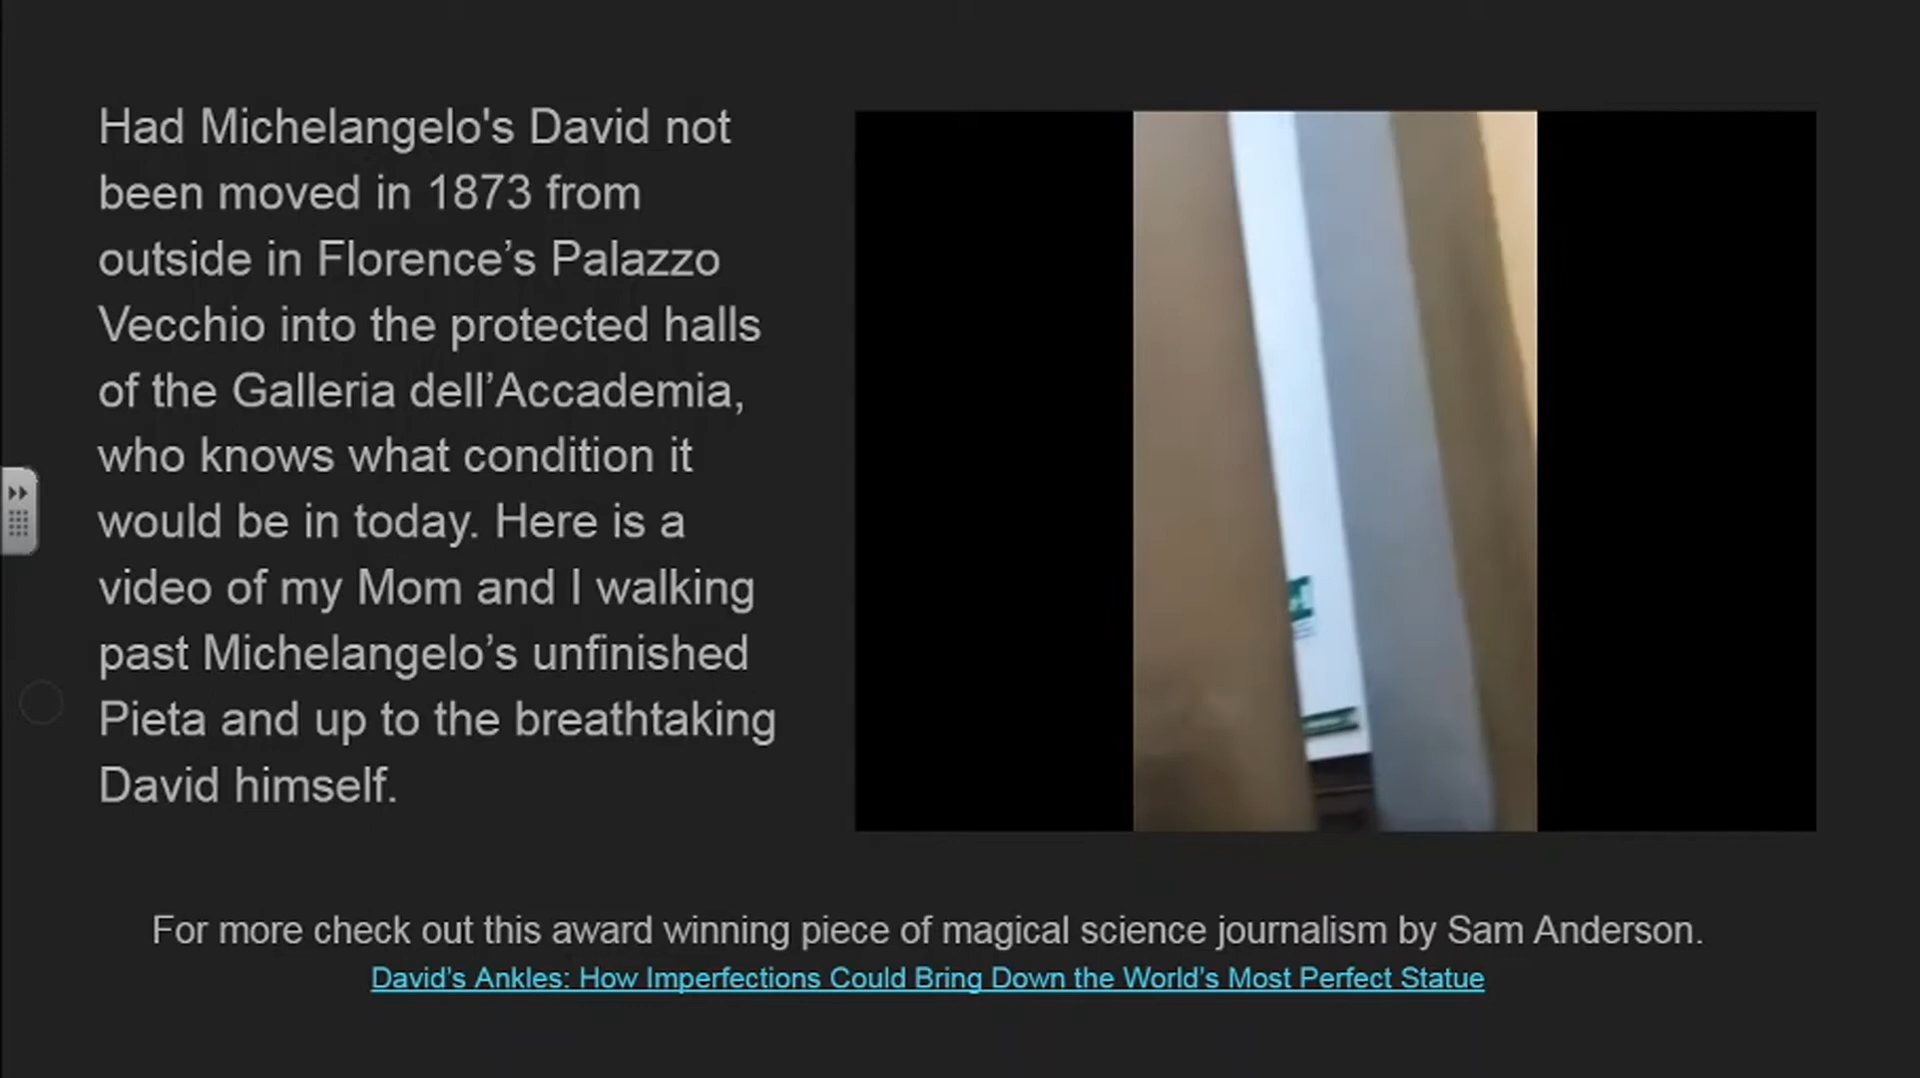 Had Michelangelo's David not
been moved in 1873 from
outside in Florence’s Palazzo
Vecchio into the protected halls
of the Galleria dell’Accademia,
who knows what condition it
would be in today. Here is a
video of my Mom and I walking
past Michelangelo’s unfinished
Pieta and up to the breathtaking
David himself.
For more check out this award winning piece of magical science journalism by Sam Anderson.
David's Ankles: How Imperfections Could Bring Down the World's Most Perfect Statue